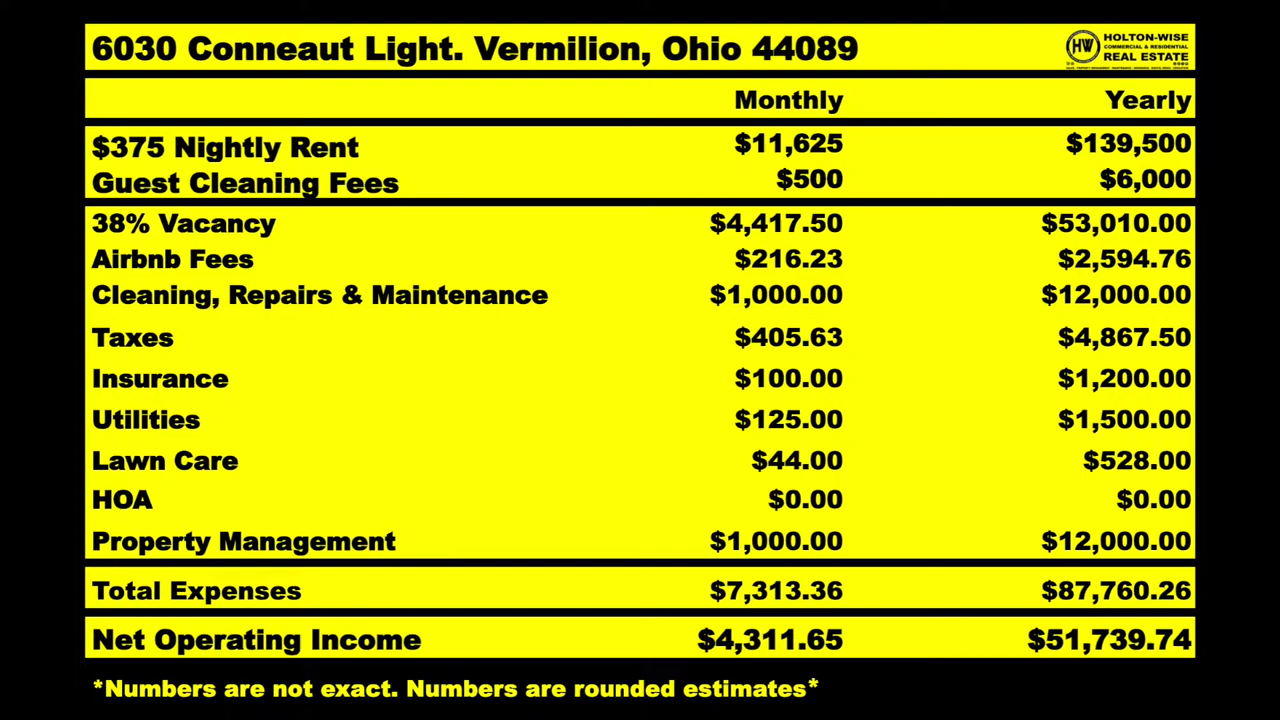 6030 Conneaut Light. Vermilion, Ohio 44089
HW
HOLTON-WISE
COMMERCIAL & RESIDENTIAL
REAL ESTATE
Monthly Yearly
$375 Nightly Rent $11,625 $139,500
Guest Cleaning Fees $500 $6,000
38% Vacancy $4,417.50 $53,010.00
Airbnb Fees $216.23 $2,594.76
Cleaning, Repairs & Maintenance $1,000.00 $12,000.00
Taxes $405.63 $4,867.50
Insurance $100.00 $1,200.00
Utilities $125.00 $1,500.00
Lawn Care $44.00 $528.00
HOA $0.00 $0.00
Property Management $1,000.00 $12,000.00
Total Expenses $7,313.36 $87,760.26
Net Operating Income $4,311.65 $51,739.74
*Numbers are not exact. Numbers are rounded estimates*